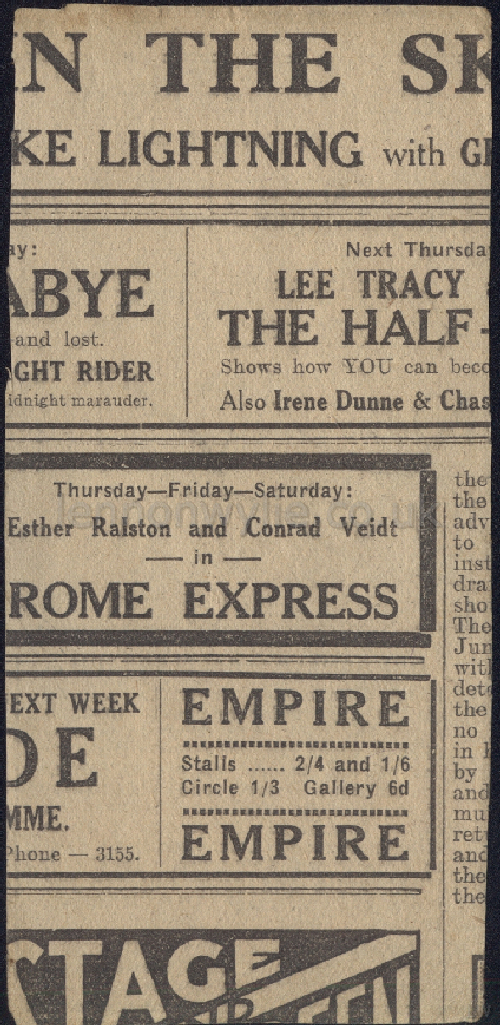 IN THE SK
KE LIGHTNING with G
ay:
ABYE
and lost.
GHT RIDER
idnight marauder.
Next Thursda
LEE TRACY
THE HALF-
Shows how YOU can beco
Also Irene Dunne & Chas
Thursday—Friday—Saturday:
Esther Ralston and Conrad Veidt
— in —
ROME EXPRESS
lennonwylie.co.uk
EXT WEEK
DE
MME.
Phone — 3155.
EMPIRE
Stalls ...... 2/4 and 1/6
Circle 1/3 Gallery 6d
EMPIRE
the
the
adv
to
inst
dra
sho
The
Jun
with
dete
the
no
in
by
and
mu
retu
and
the
the
STAGE